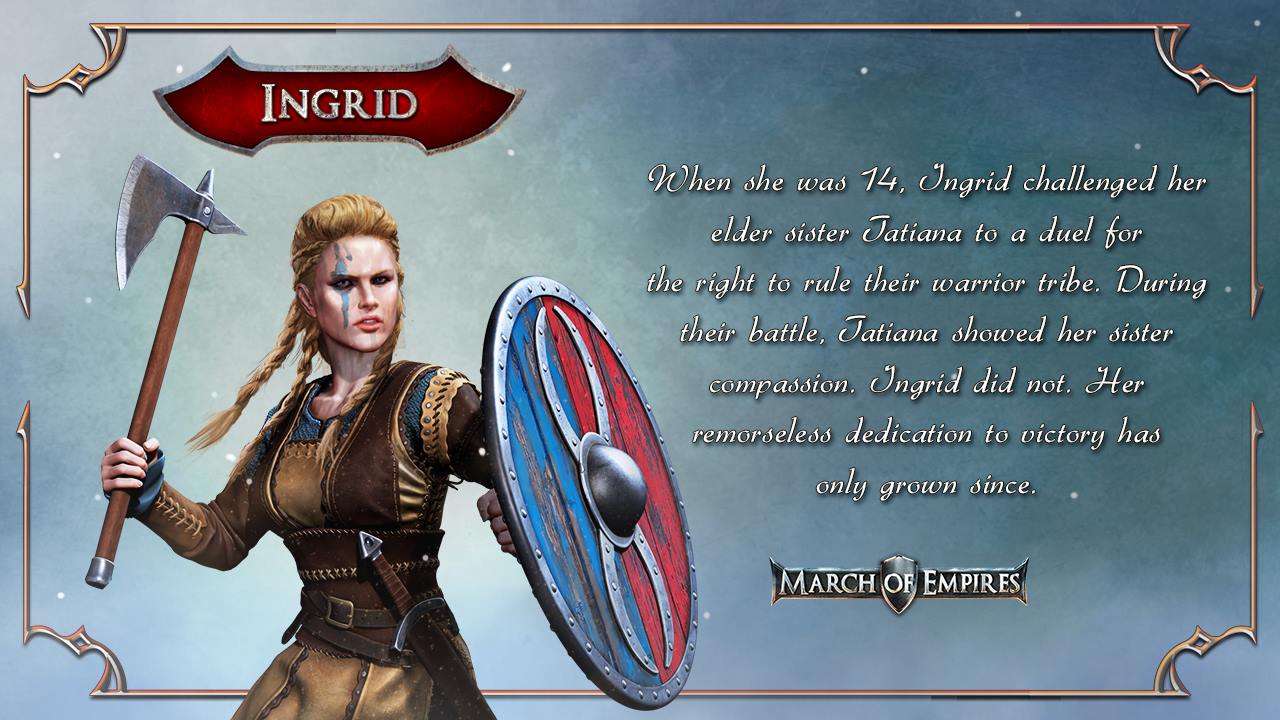 INGRID
When she was 14, Ingrid challenged her
elder sister Tatiana to a duel for
the right to rule their warrior tribe. During
their battle, Tatiana showed her sister
compassion. Ingrid did not. Her
remorseless dedication to victory has
only grown since.
MARCH OF EMPIRES